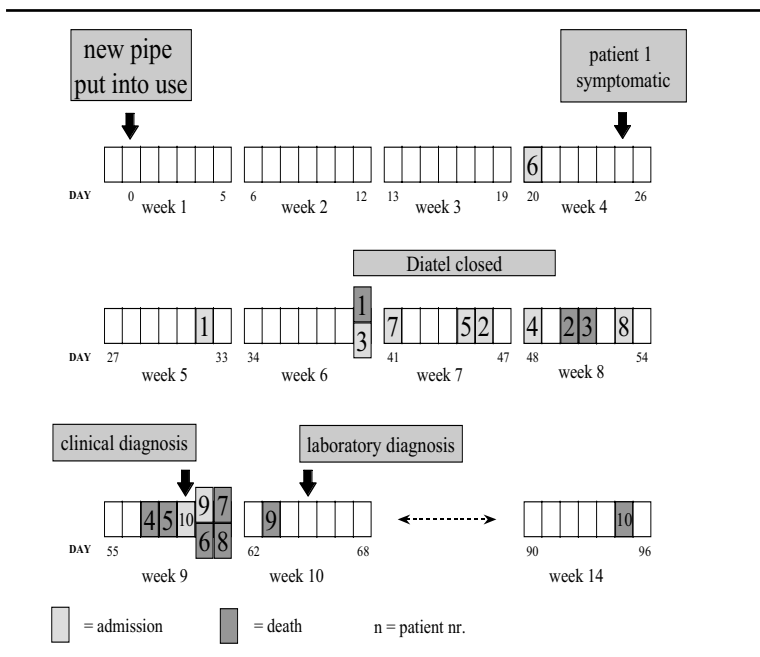 new pipe
put into use
patient 1
symptomatic
6
DAY 0 5 6 12 13 19 20 26
week 1 week 2 week 3 week 4
Diatel closed
1
1 3 7 5 2 4 2 3 8
DAY 27 33 34 41 47 48 54
week 5 week 6 week 7 week 8
clinical diagnosis
laboratory diagnosis
4 5 10 9 7 9 10
6 8
DAY 55 62 68 90 96
week 9 week 10 week 14
= admission = death n = patient nr.